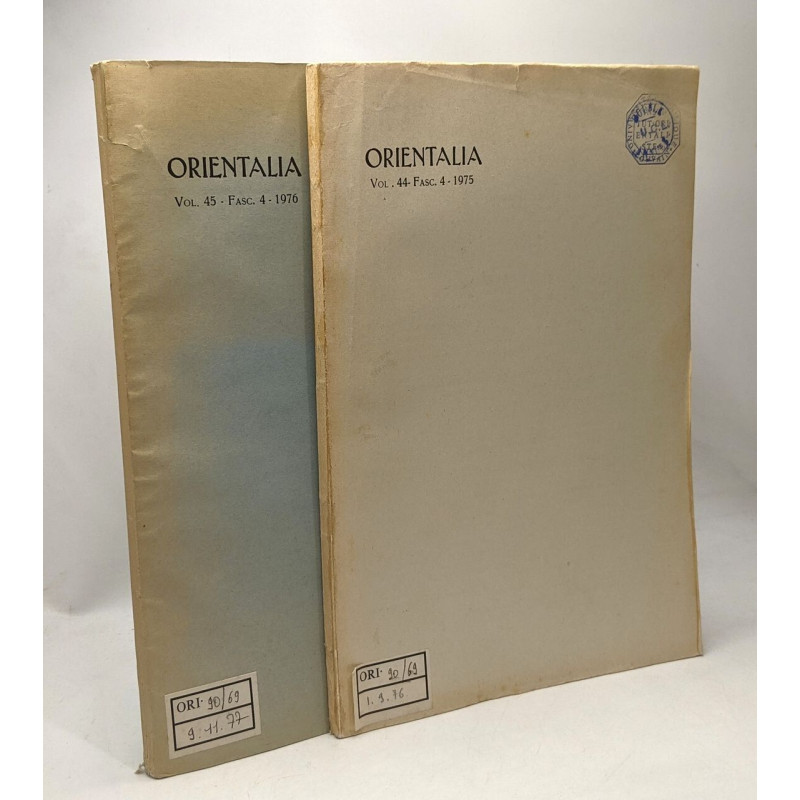 ORIENTALIA
VOL. 45 - FASC. 4 - 1976
ORI. 90/69
9.11.77
ORIENTALIA
VOL. 44- FASC. 4 - 1975
ORI. 90/69
1.9.76